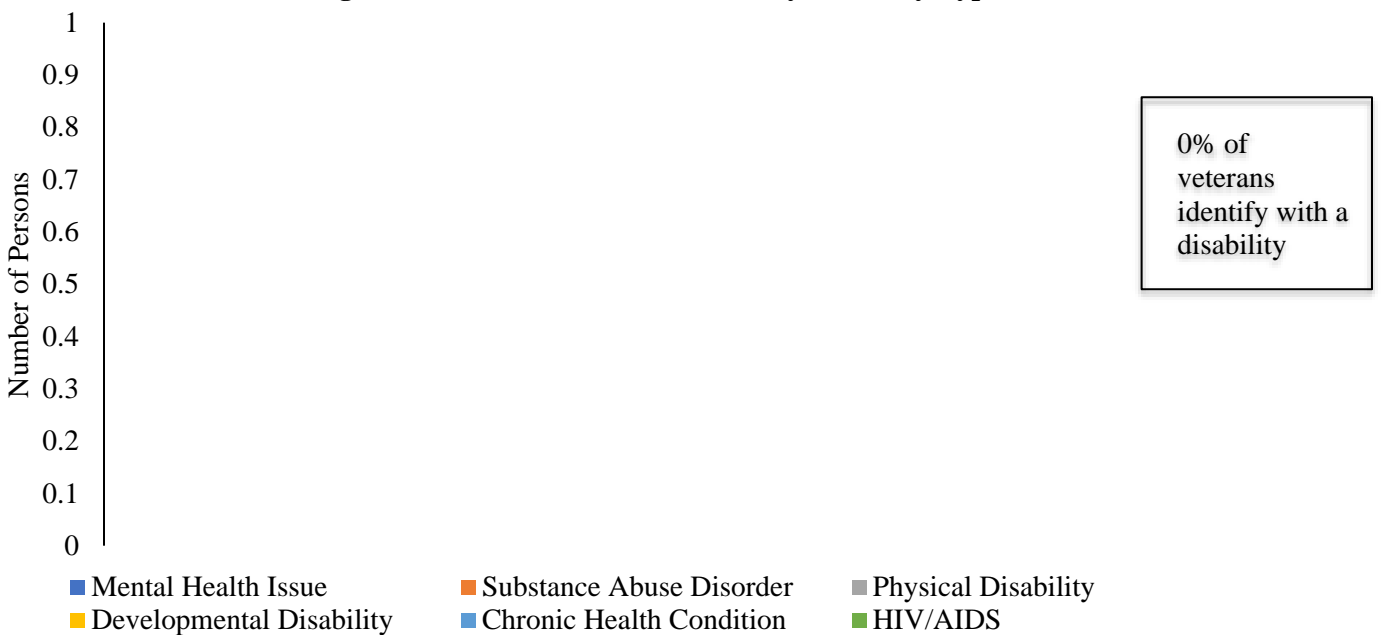 1
0.9
0.8
0.7
0.6
0.5
0.4
0.3
0.2
0.1
0
Number of Persons
0% of
veterans
identify with a
disability
Mental Health Issue Substance Abuse Disorder Physical Disability
Developmental Disability Chronic Health Condition HIV/AIDS